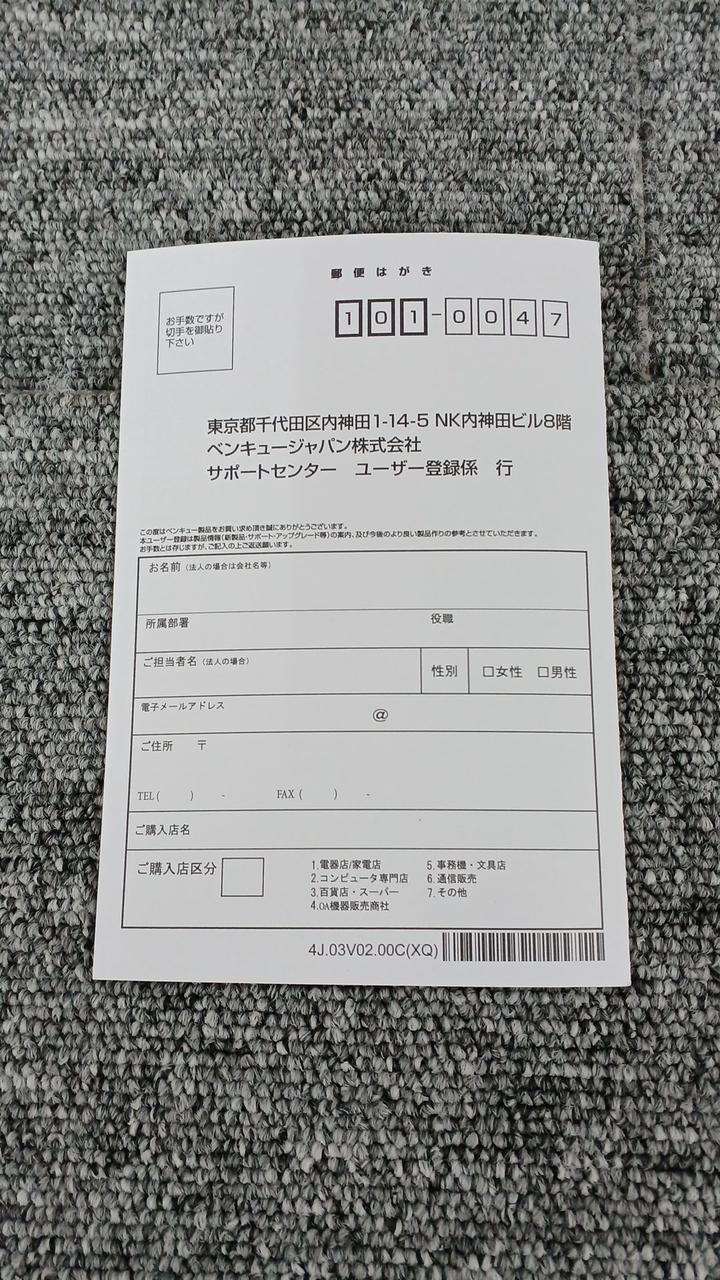 郵便はがき
お手数ですが
切手を御貼り
下さい
101-0047
東京都千代田区内神田1-14-5 NK内神田ビル8階
ベンキュージャパン株式会社
サポートセンター ユーザー登録係 行
この度はベンキュー製品をお買い求め頂き誠にありがとうございます。
本ユーザー登録は製品情報(新製品・サポート・アップグレード等)の案内、及び今後のより良い製品作りの参考とさせていただきます。
お手数とは存じますが、ご記入の上ご返送願います。
お名前(法人の場合は会社名等)
所属部署 役職
ご担当者名(法人の場合) 性別 □女性 □男性
電子メールアドレス
@
ご住所 〒
TEL( ) - FAX( ) -
ご購入店名
ご購入店区分
1.電器店/家電店 5.事務機・文具店
2.コンピュータ専門店 6.通信販売
3.百貨店・スーパー 7.その他
4.OA機器販売商社
4J.03V02.00C(XQ)